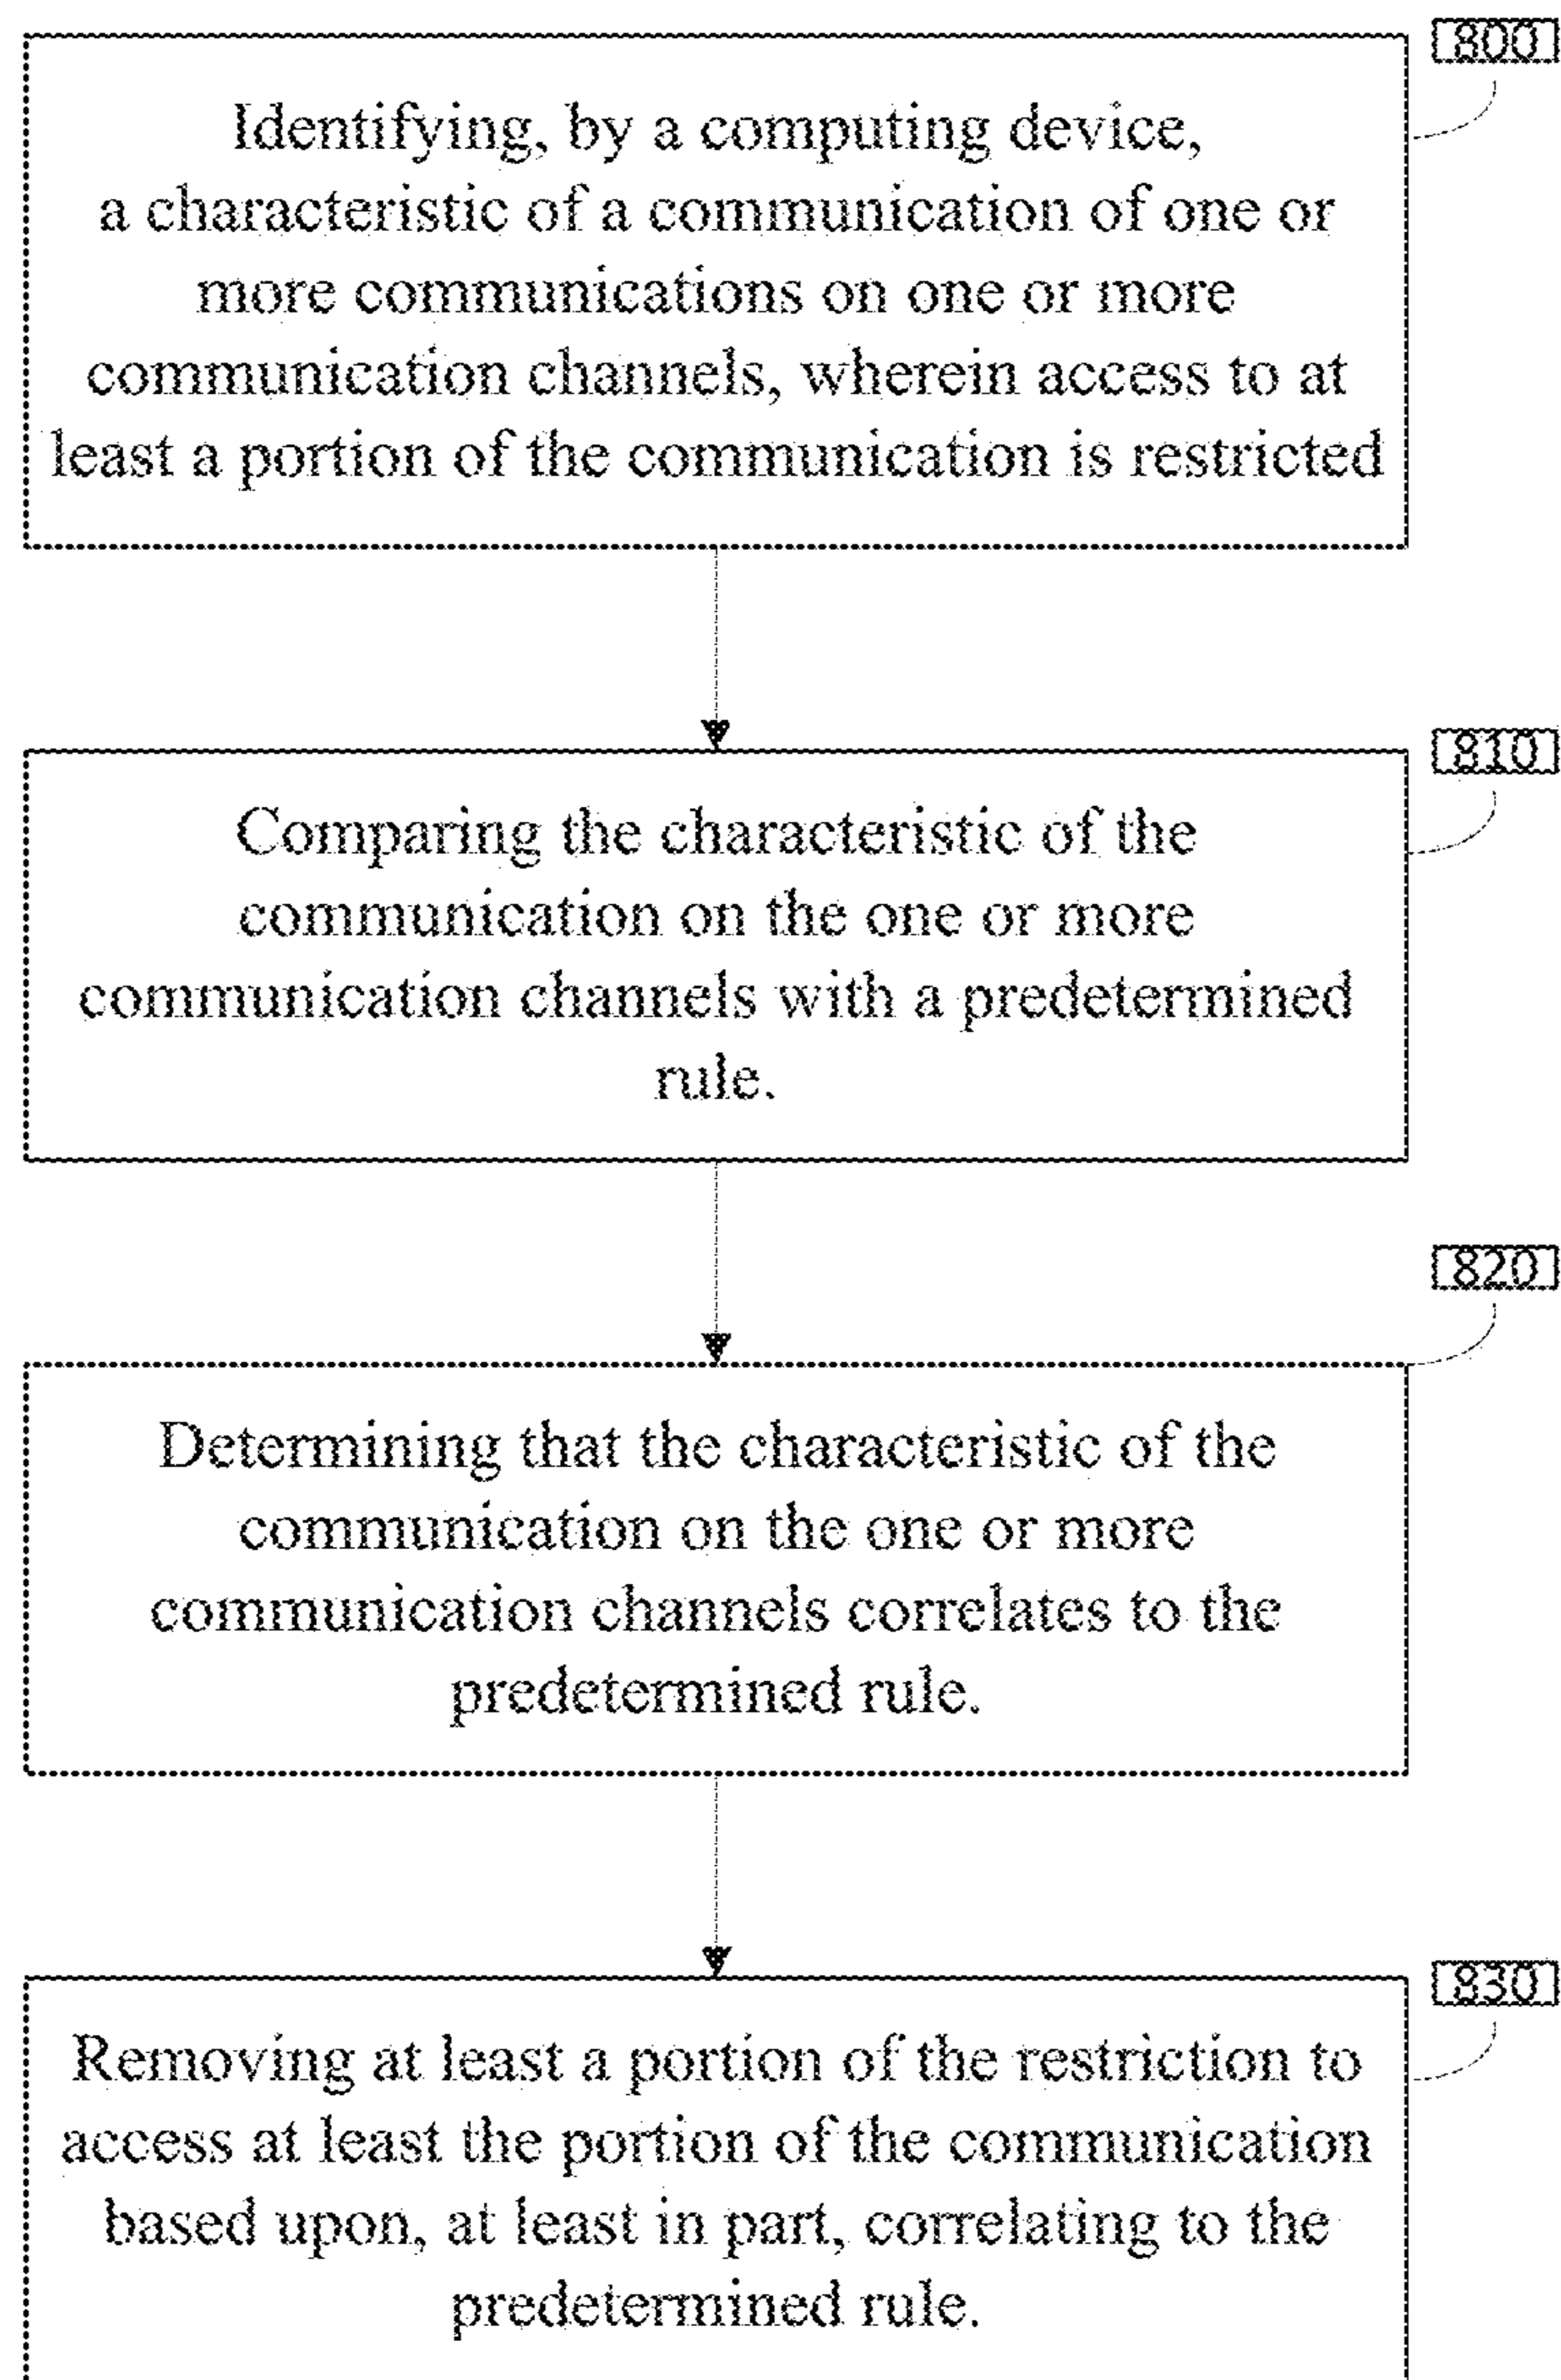 800
Identifying, by a computing device,
a characteristic of a communication of one or
more communications on one or more
communication channels, wherein access to at
least a portion of the communication is restricted
810
Comparing the characteristic of the
communication on the one or more
communication channels with a predetermined
rule.
820
Determining that the characteristic of the
communication on the one or more
communication channels correlates to the
predetermined rule.
830
Removing at least a portion of the restriction to
access at least the portion of the communication
based upon, at least in part, correlating to the
predetermined rule.